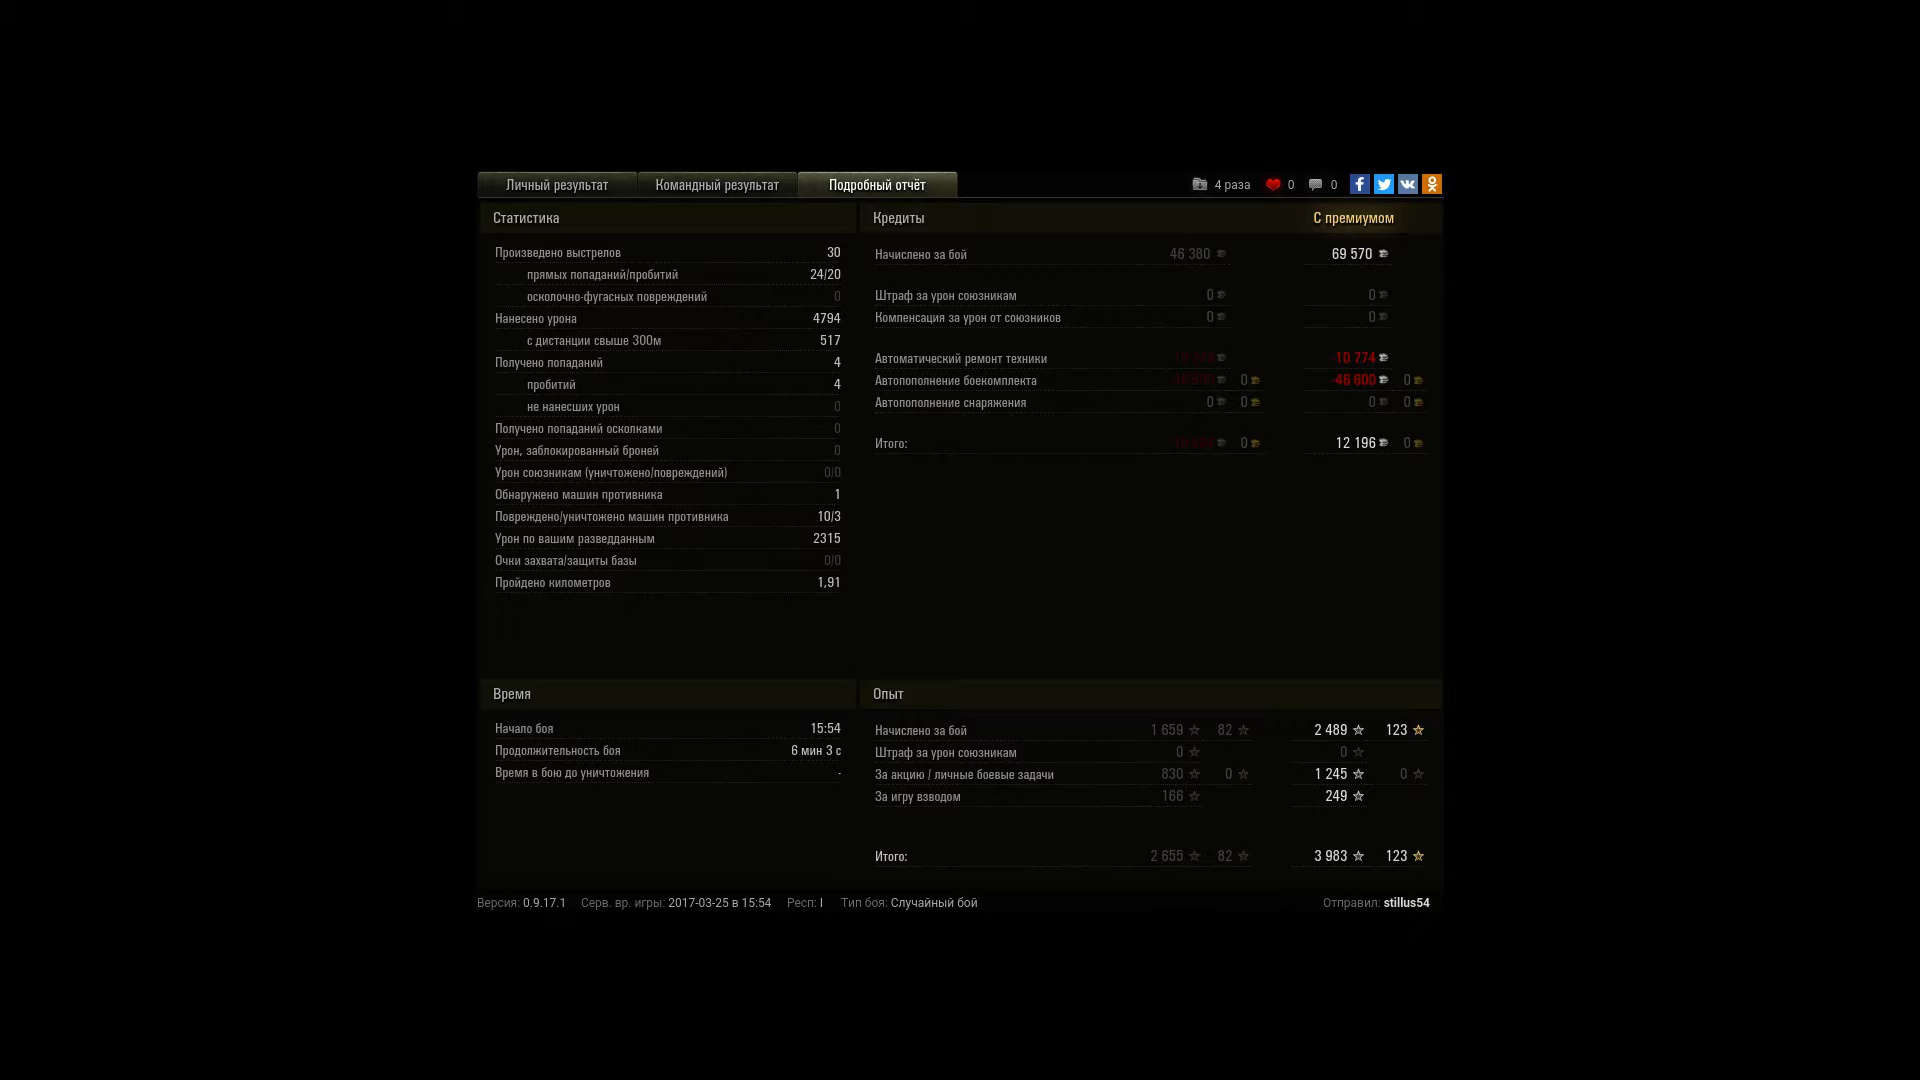 Личный результат Командный результат Подробный отчёт 4 раза 0 0
Статистика
Произведено выстрелов 30
прямых попаданий/пробитий 24/20
осколочно-фугасных повреждений 0
Нанесено урона 4794
с дистанции свыше 300м 517
Получено попаданий 4
пробитий 4
не нанесших урон 0
Получено попаданий осколками 0
Урон, заблокированный броней 0
Урон союзникам (уничтожено/повреждений) 0/0
Обнаружено машин противника 1
Повреждено/уничтожено машин противника 10/3
Урон по вашим разведданным 2315
Очки захвата/защиты базы 0/0
Пройдено километров 1,91
Кредиты С премиумом
Начислено за бой 46 380 69 570
Штраф за урон союзникам 0 0
Компенсация за урон от союзников 0 0
Автоматический ремонт техники -10 774
Автопополнение боекомплекта 0 -46 600 0
Автопополнение снаряжения 0 0 0 0
Итого: 0 12 196 0
Время
Начало боя 15:54
Продолжительность боя 6 мин 3 с
Время в бою до уничтожения -
Опыт
Начислено за бой 1 659 82 2 489 123
Штраф за урон союзникам 0 0
За акцию / личные боевые задачи 830 0 1 245 0
За игру взводом 166 249
Итого: 2 655 82 3 983 123
Версия: 0.9.17.1 Серв. вр. игры: 2017-03-25 в 15:54 Респ: I Тип боя: Случайный бой Отправил: stillus54